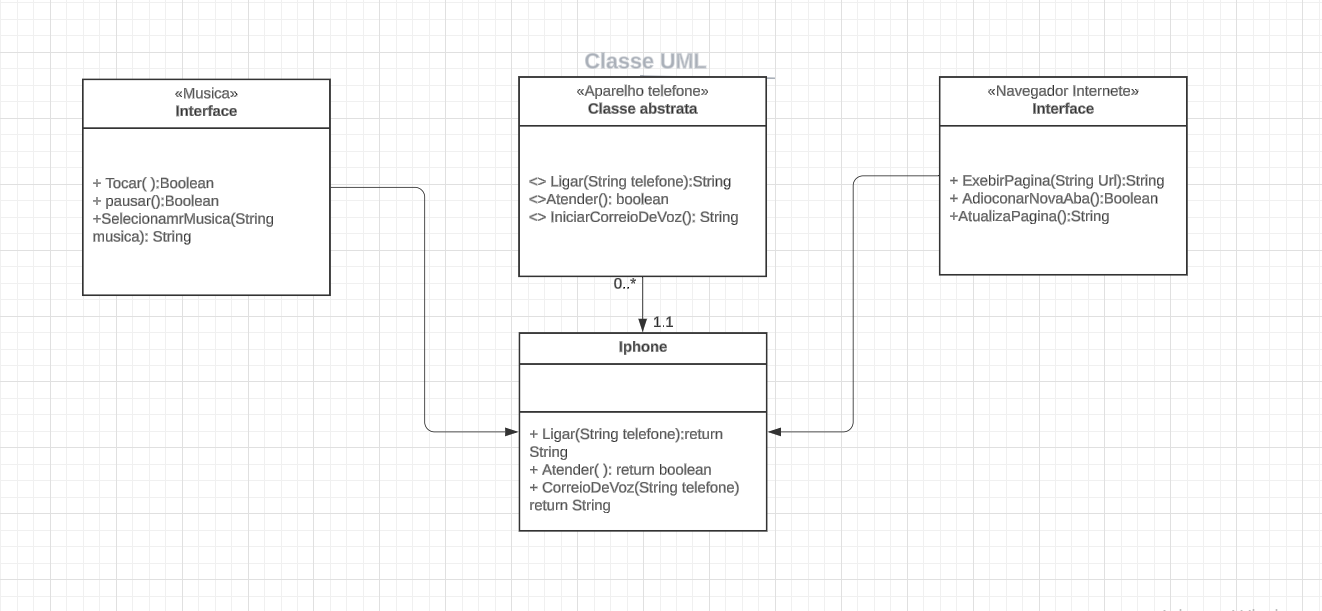 Classe UML
«Musica»
Interface
+ Tocar( ):Boolean
+ pausar():Boolean
+SelecionamrMusica(String
musica): String
«Aparelho telefone»
Classe abstrata
<> Ligar(String telefone):String
<>Atender(): boolean
<> IniciarCorreioDeVoz(): String
«Navegador Internete»
Interface
+ ExebirPagina(String Url):String
+ AdioconarNovaAba():Boolean
+AtualizaPagina():String
0..*
1.1
Iphone
+ Ligar(String telefone):return
String
+ Atender( ): return boolean
+ CorreioDeVoz(String telefone)
return String